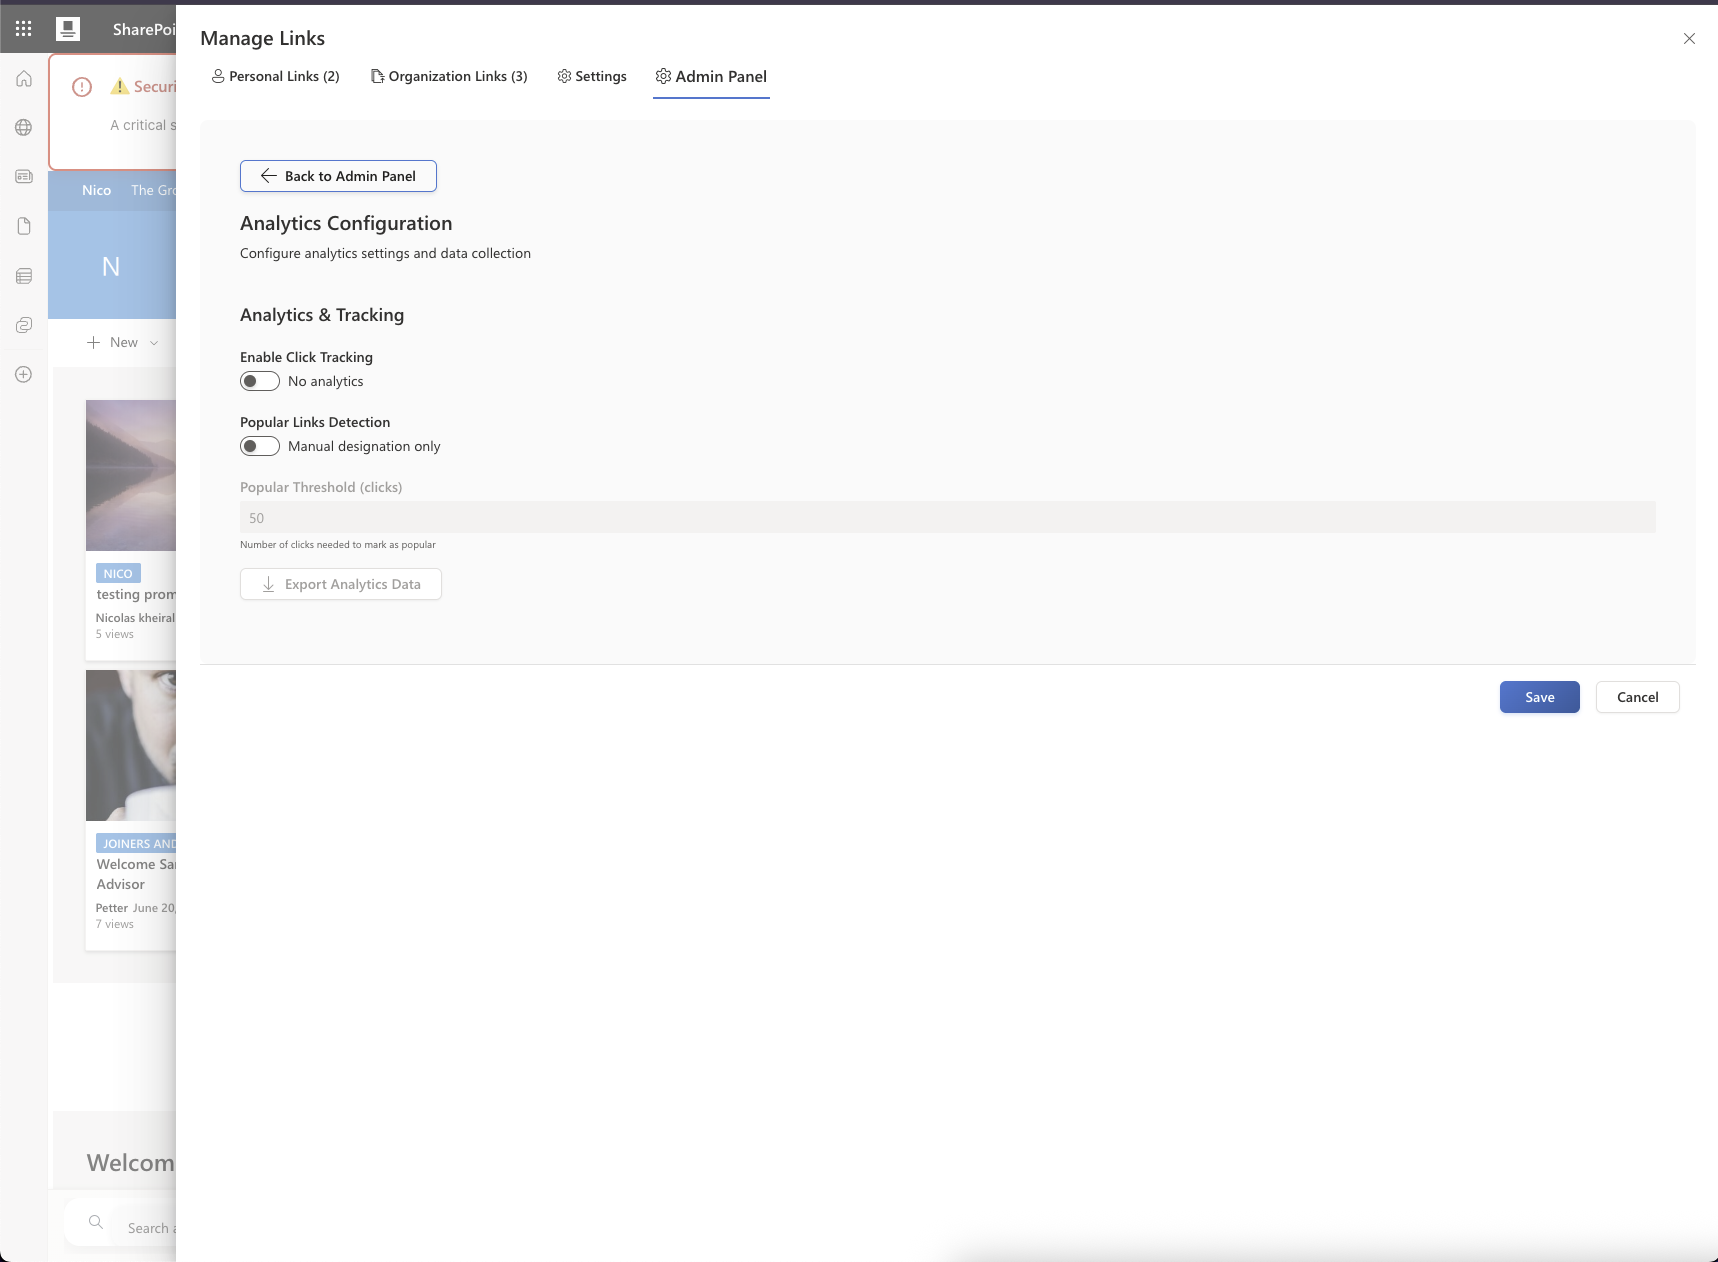 SharePoi
Manage Links
Personal Links (2)
Organization Links (3)
Settings
Admin Panel
Securi
A critical s
Nico
The Gro
N
New
NICO
testing prom
Nicolas kheiral
5 views
JOINERS AND
Welcome Sar
Advisor
Petter June 20,
7 views
Welcom
Search a
Back to Admin Panel
Analytics Configuration
Configure analytics settings and data collection
Analytics & Tracking
Enable Click Tracking
No analytics
Popular Links Detection
Manual designation only
Popular Threshold (clicks)
50
Number of clicks needed to mark as popular
Export Analytics Data
Save
Cancel